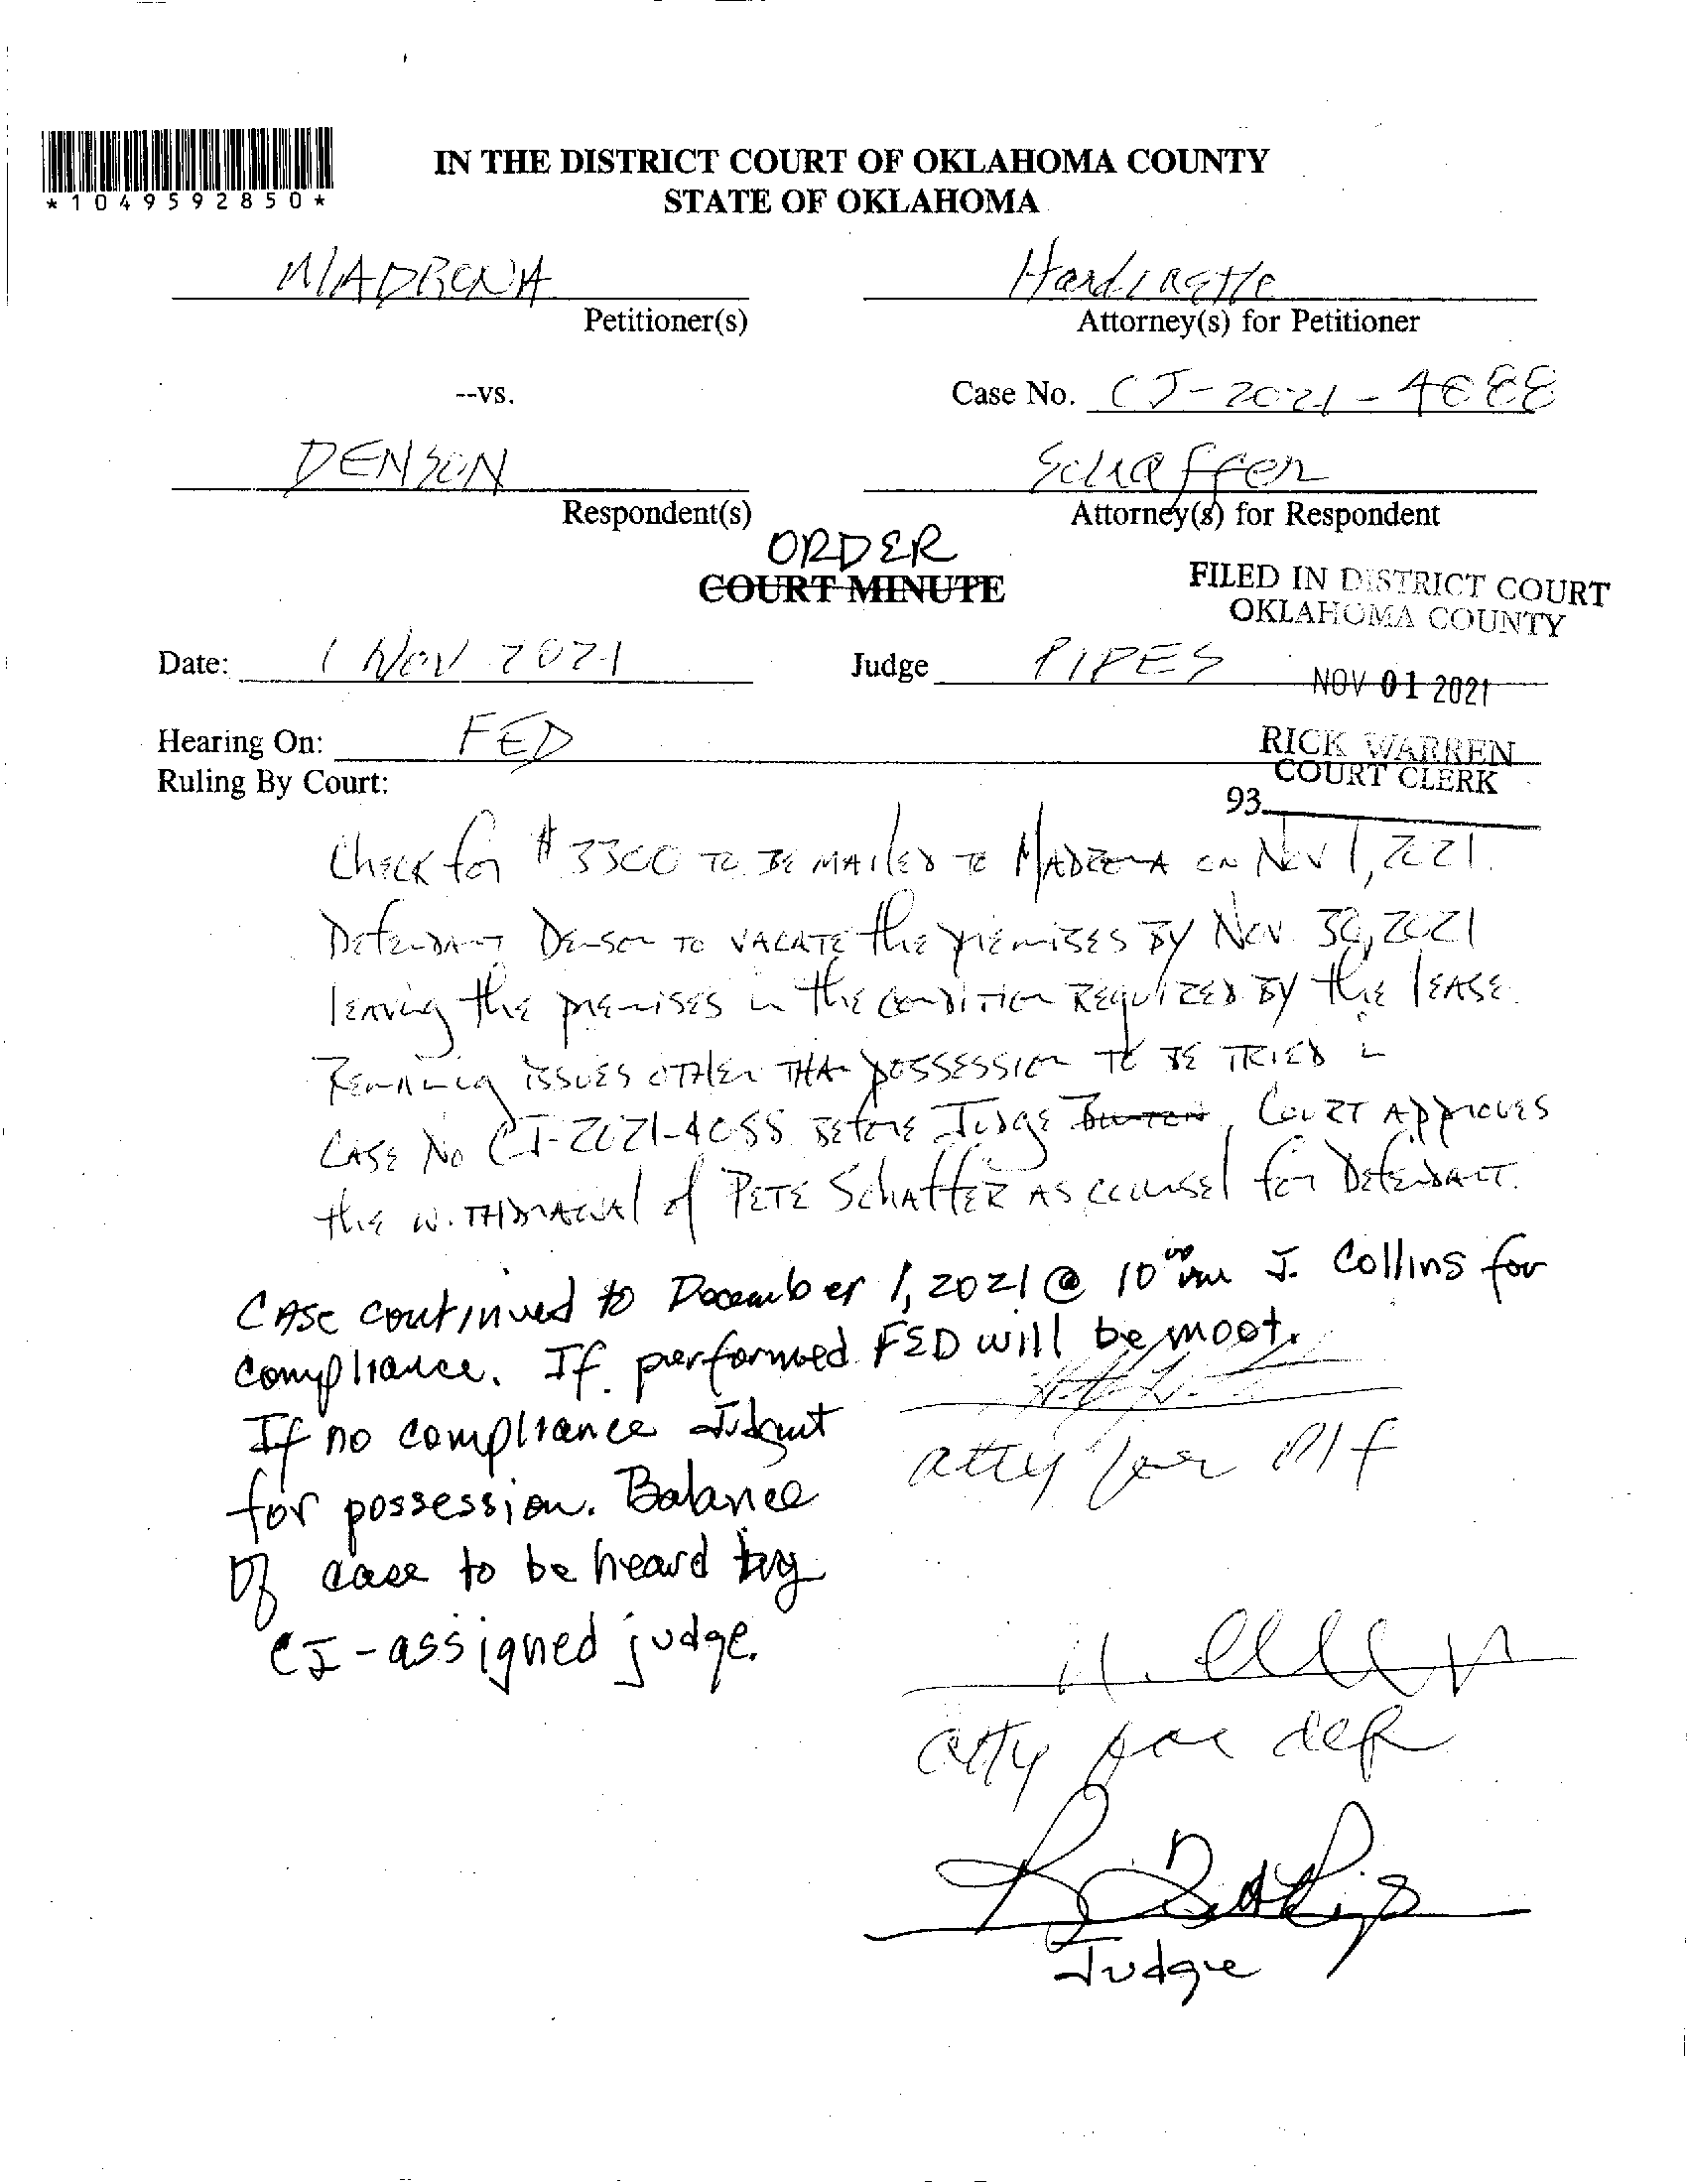 *1049592850*
IN THE DISTRICT COURT OF OKLAHOMA COUNTY
STATE OF OKLAHOMA
MADRONA
Petitioner(s)
Hardcastle
Attorney(s) for Petitioner
--vs.
Case No. CJ-2021-4088
DENSON
Respondent(s)
Schaffer
Attorney(s) for Respondent
ORDER
COURT MINUTE
FILED IN DISTRICT COURT
OKLAHOMA COUNTY
Date: 1 Nov 2021
Judge PIPES
NOV 01 2021
Hearing On: FED
RICK WARREN
COURT CLERK
Ruling By Court:
93
Check for $3300 TO BE MAILED TO MADRONA ON Nov 1, 2021.
Defendant Denson TO VACATE the premises BY Nov. 30, 2021
leaving the premises in the condition REQUIRED BY the lease.
Remaining issues OTHER THAN possession TO BE TRIED in
Case No CJ-2021-4088 Before Judge , Court approves
the withdrawal of Pete Schaffer as counsel for Defendant.
Case continued to December 1, 2021 @ 10 00 am J. Collins for
compliance. If performed FED will be moot.
If no compliance Judgmt
for possession. Balance
of case to be heard by
CJ-assigned judge.
atty for Plf
atty for def
Judge